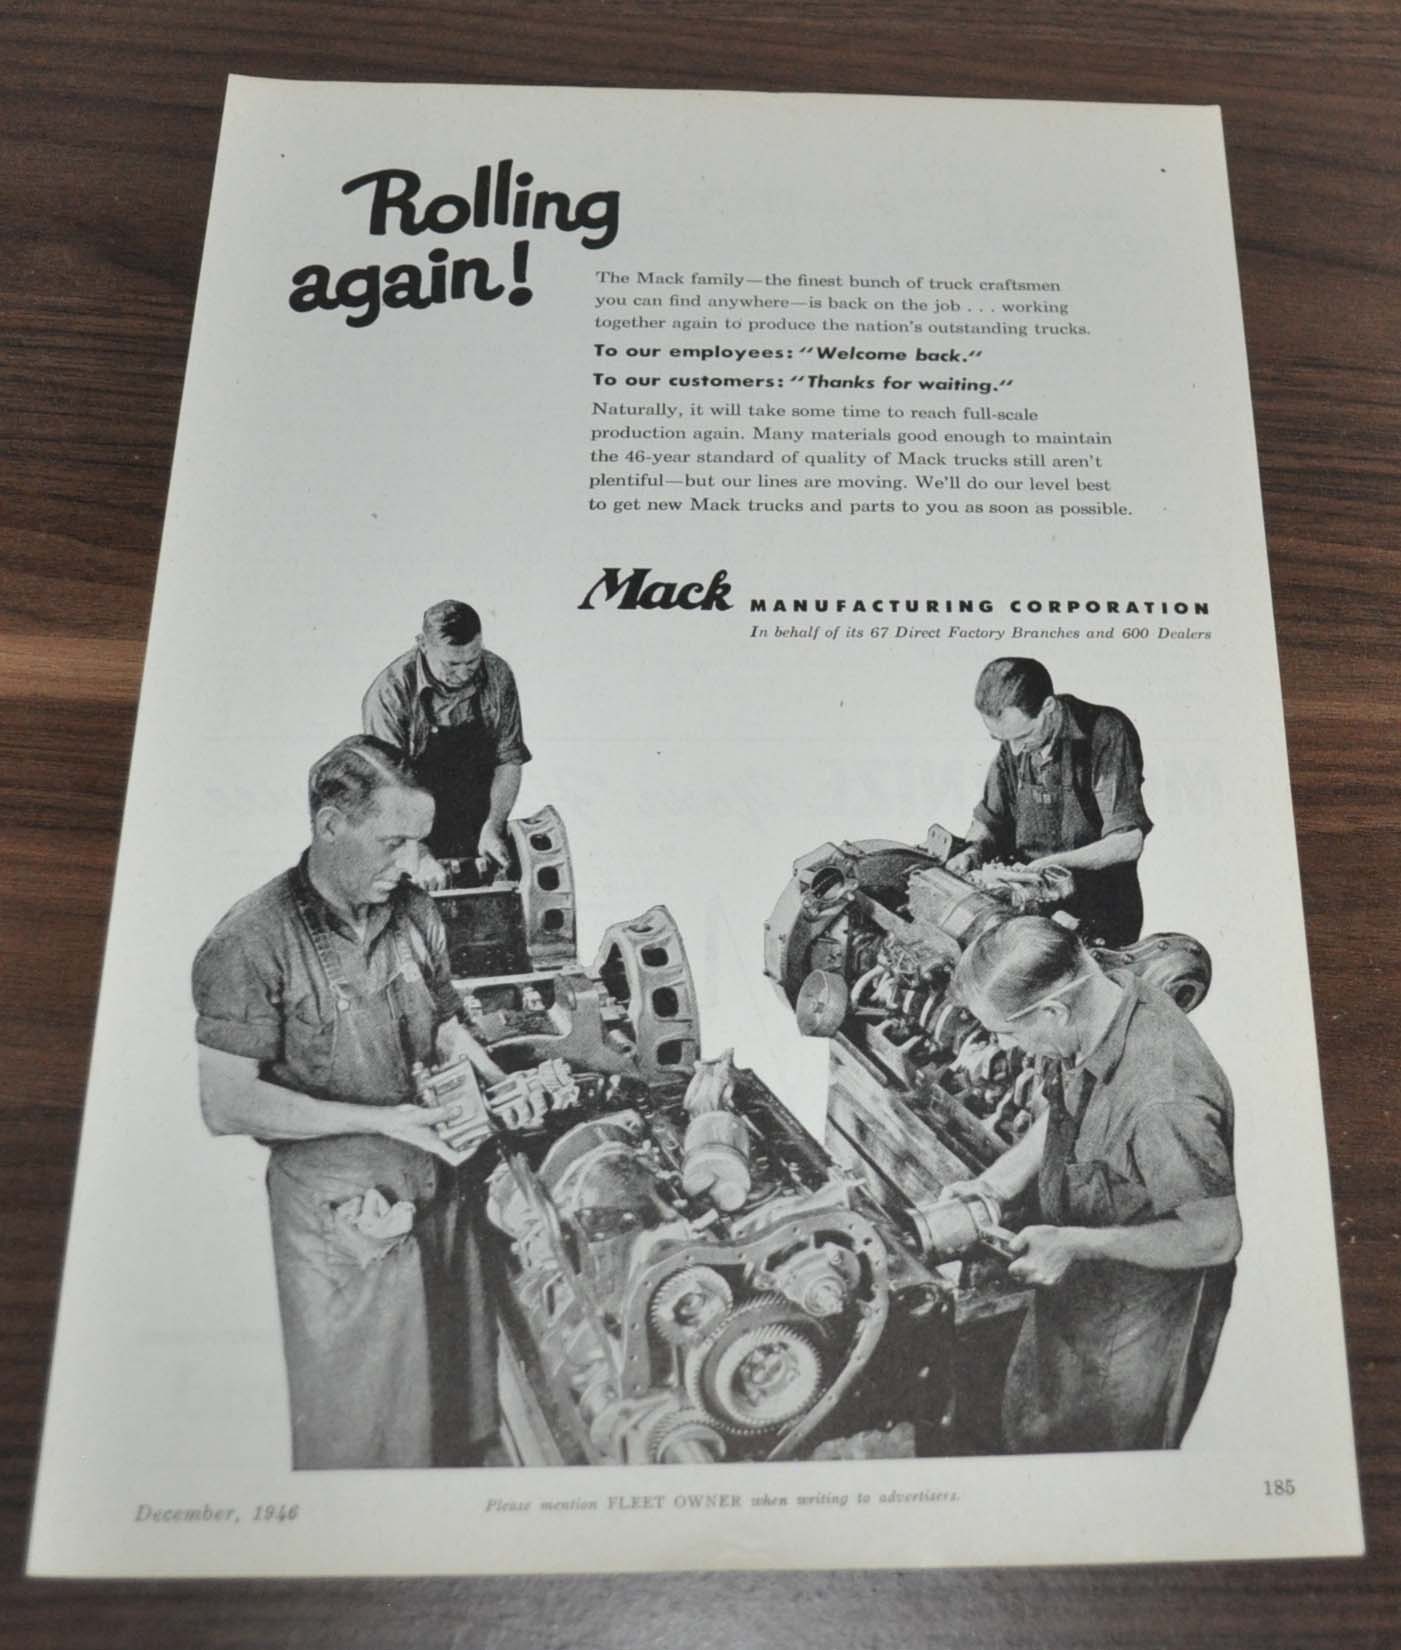 Rolling
again!
The Mack family—the finest bunch of truck craftsmen
you can find anywhere—is back on the job . . . working
together again to produce the nation's outstanding trucks.
To our employees: "Welcome back."
To our customers: "Thanks for waiting."
Naturally, it will take some time to reach full-scale
production again. Many materials good enough to maintain
the 46-year standard of quality of Mack trucks still aren't
plentiful—but our lines are moving. We'll do our level best
to get new Mack trucks and parts to you as soon as possible.
Mack MANUFACTURING CORPORATION
In behalf of its 67 Direct Factory Branches and 600 Dealers
December, 1946
Please mention FLEET OWNER when writing to advertisers.
185